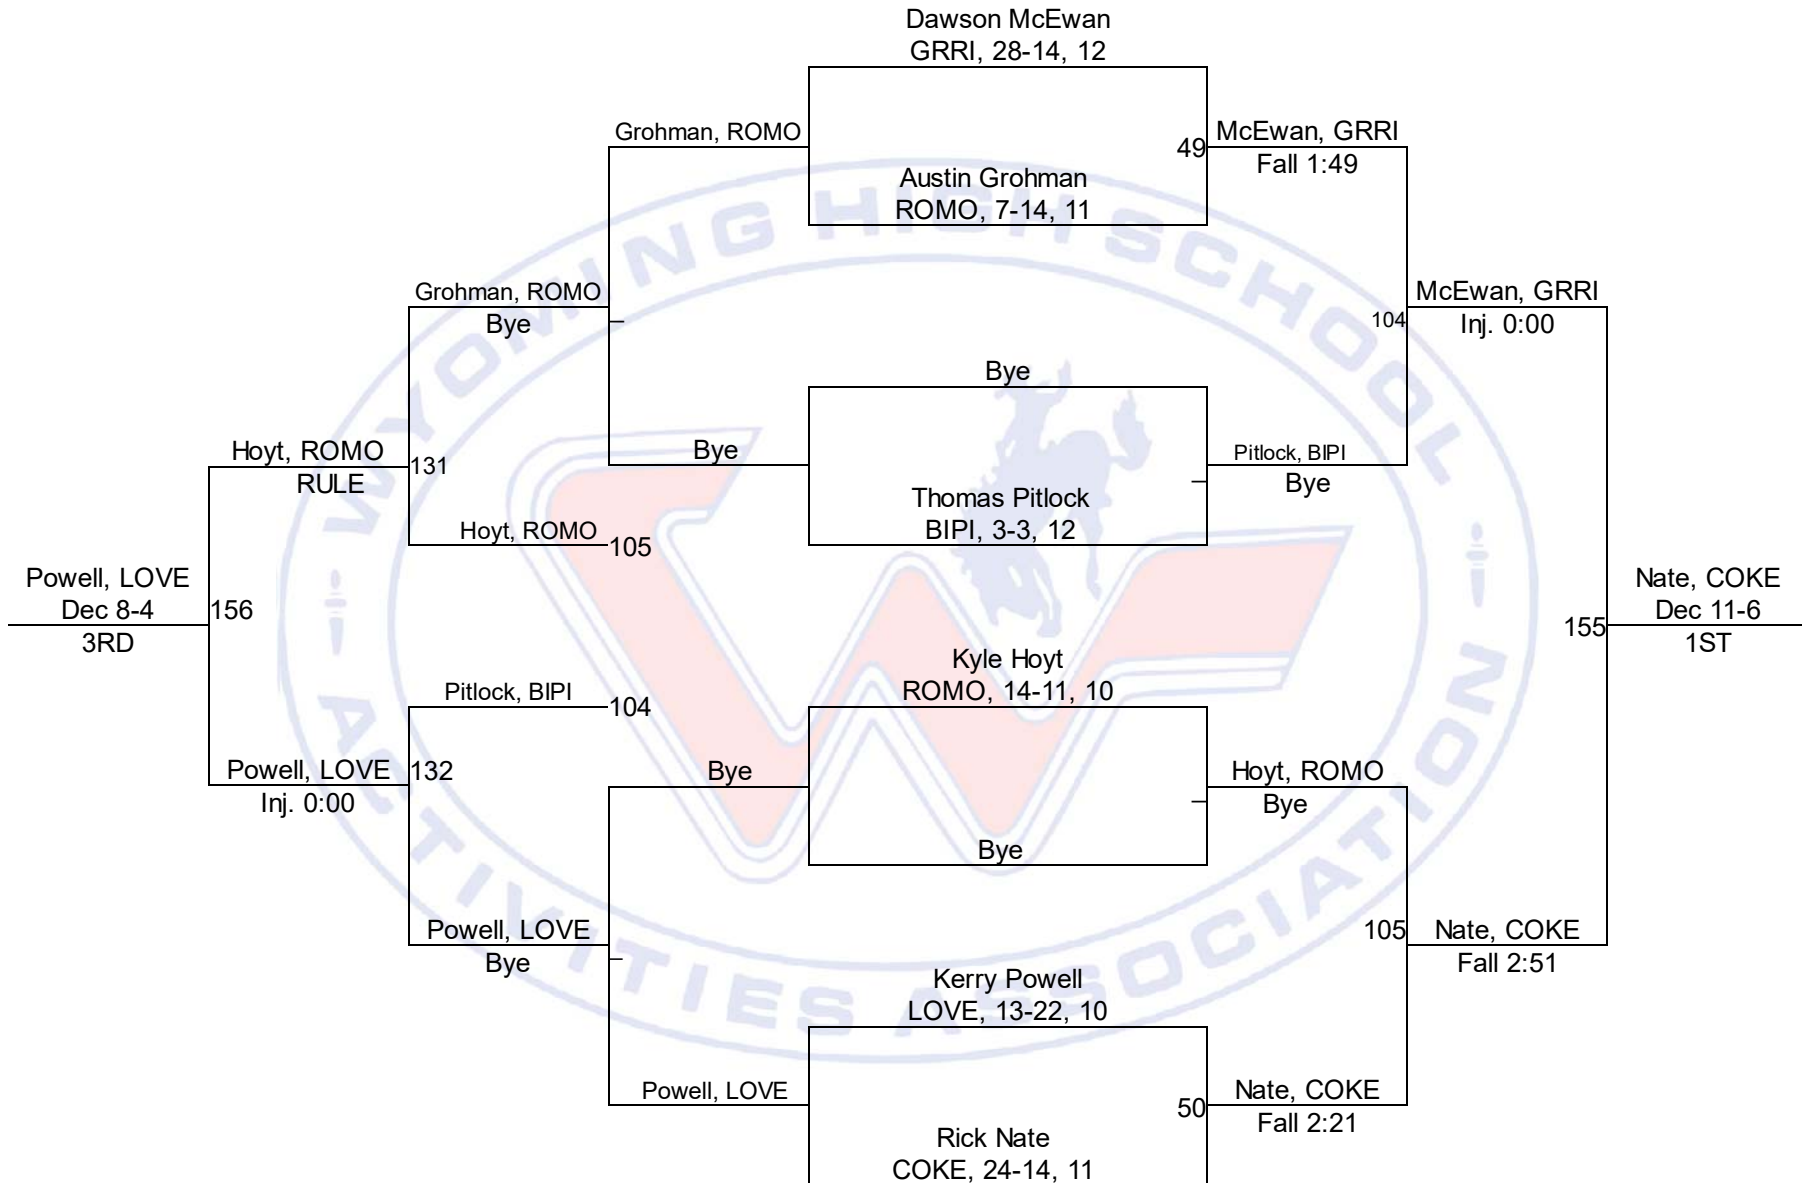 Dawson McEwan
GRRI, 28-14, 12
Grohman, ROMO
49
McEwan, GRRI
Fall 1:49
Austin Grohman
ROMO, 7-14, 11
WYOMING HIGH SCHOOL
Grohman, ROMO
Bye
104
McEwan, GRRI
Inj. 0:00
Bye
Hoyt, ROMO
RULE
131
Bye
Pitlock, BIPI
Bye
Thomas Pitlock
BIPI, 3-3, 12
Hoyt, ROMO
105
Powell, LOVE
Dec 8-4
3RD
156
155
Nate, COKE
Dec 11-6
1ST
Kyle Hoyt
ROMO, 14-11, 10
Pitlock, BIPI
104
Powell, LOVE
Inj. 0:00
132
Bye
Hoyt, ROMO
Bye
Bye
Powell, LOVE
Bye
105
Nate, COKE
Fall 2:51
Kerry Powell
LOVE, 13-22, 10
ACTIVITIES ASSOCIATION
Powell, LOVE
50
Nate, COKE
Fall 2:21
Rick Nate
COKE, 24-14, 11